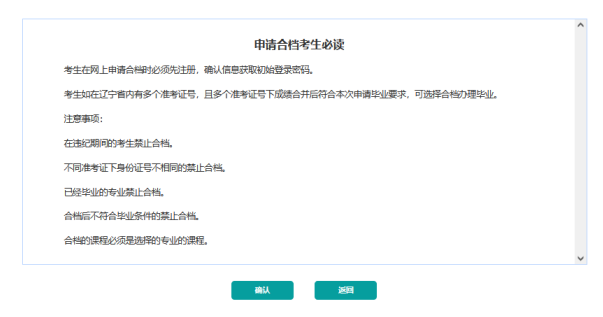 申请合档考生必读
考生在网上申请合档时必须先注册，确认信息获取初始登录密码。
考生如在辽宁省内有多个准考证号，且多个准考证号下成绩合并后符合本次申请毕业要求，可选择合档办理毕业。
注意事项：
在违纪期间的考生禁止合档。
不同准考证下身份证号不相同的禁止合档。
已经毕业的专业禁止合档。
合档后不符合毕业条件的禁止合档。
合档的课程必须是选择的专业的课程。
确认 返回